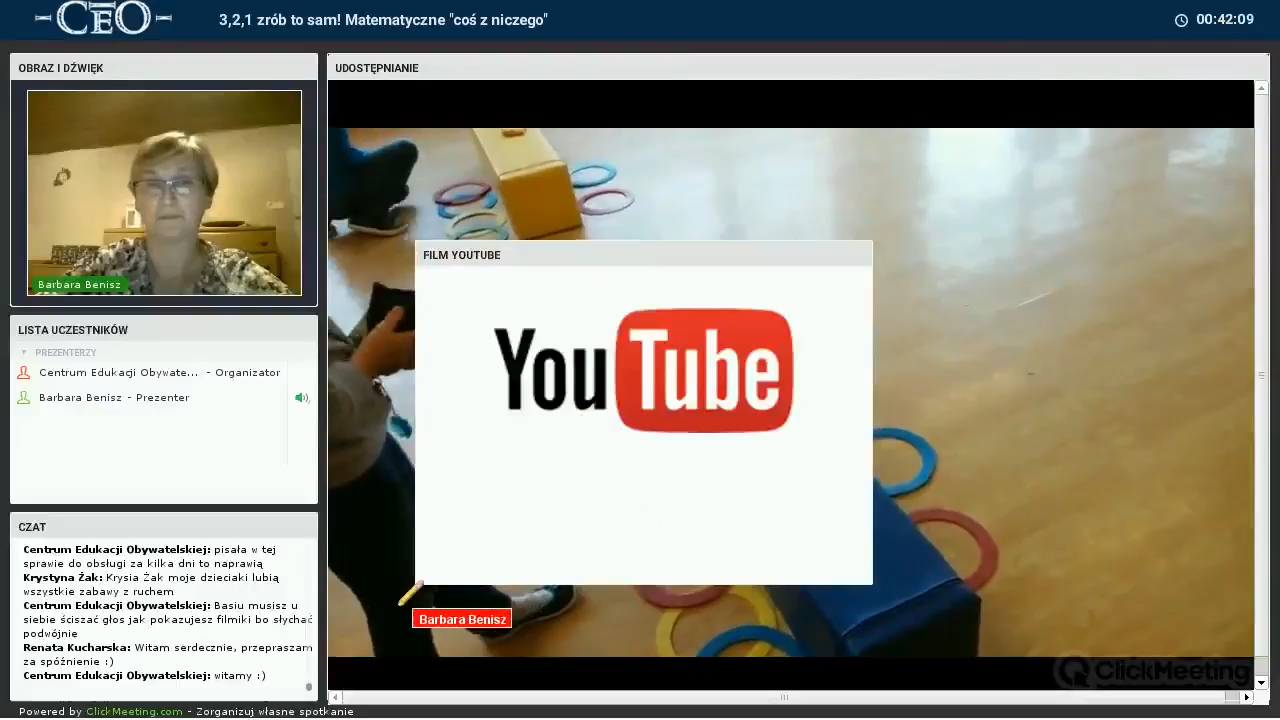 CEO
3,2,1 zrób to sam! Matematyczne "coś z niczego"
00:42:09
OBRAZ I DŹWIĘK
Barbara Benisz
LISTA UCZESTNIKÓW
PREZENTERZY
Centrum Edukacji Obywate... - Organizator
Barbara Benisz - Prezenter
CZAT
Centrum Edukacji Obywatelskiej: pisała w tej
sprawie do obsługi za kilka dni to naprawią
Krystyna Żak: Krysia Żak moje dzieciaki lubią
wszystkie zabawy z ruchem
Centrum Edukacji Obywatelskiej: Basiu musisz u
siebie ściszać głos jak pokazujesz filmiki bo słychać
podwójnie
Renata Kucharska: Witam serdecznie, przepraszam
za spóźnienie :)
Centrum Edukacji Obywatelskiej: witamy :)
UDOSTĘPNIANIE
FILM YOUTUBE
YouTube
Barbara Benisz
ClickMeeting
Powered by ClickMeeting.com - Zorganizuj własne spotkanie